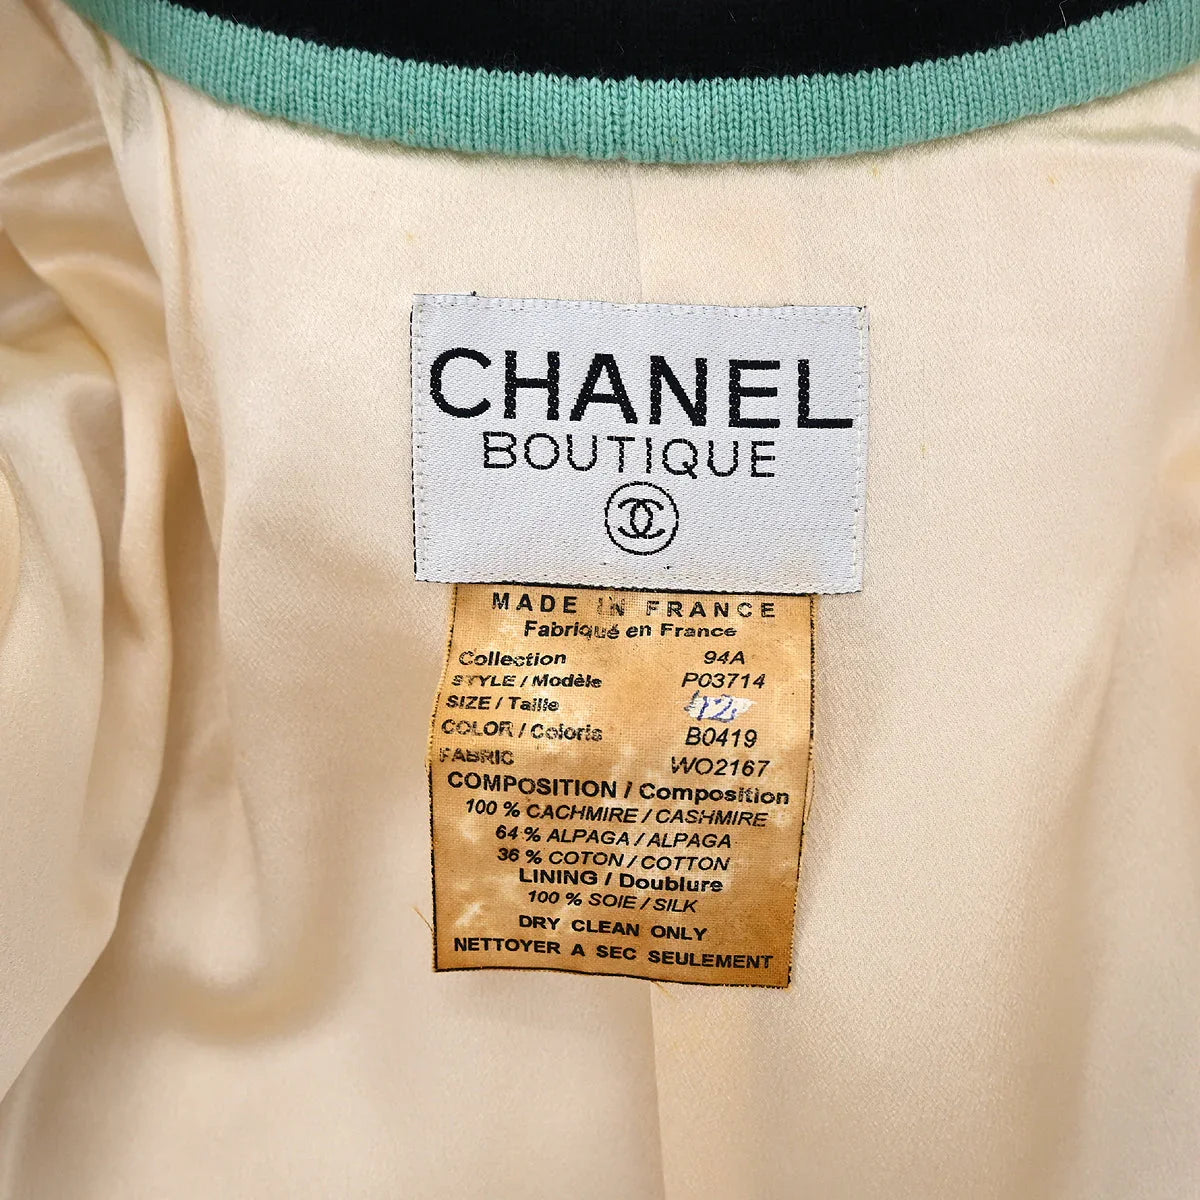 CHANEL
BOUTIQUE
MADE IN FRANCE
Fabriqué en France
Collection 94A
STYLE / Modèle P03714
SIZE / Taille 42
COLOR / Coloris B0419
FABRIC WO2167
COMPOSITION / Composition
100 % CACHMIRE / CASHMIRE
64 % ALPAGA / ALPAGA
36 % COTON / COTTON
LINING / Doublure
100 % SOIE / SILK
DRY CLEAN ONLY
NETTOYER A SEC SEULEMENT